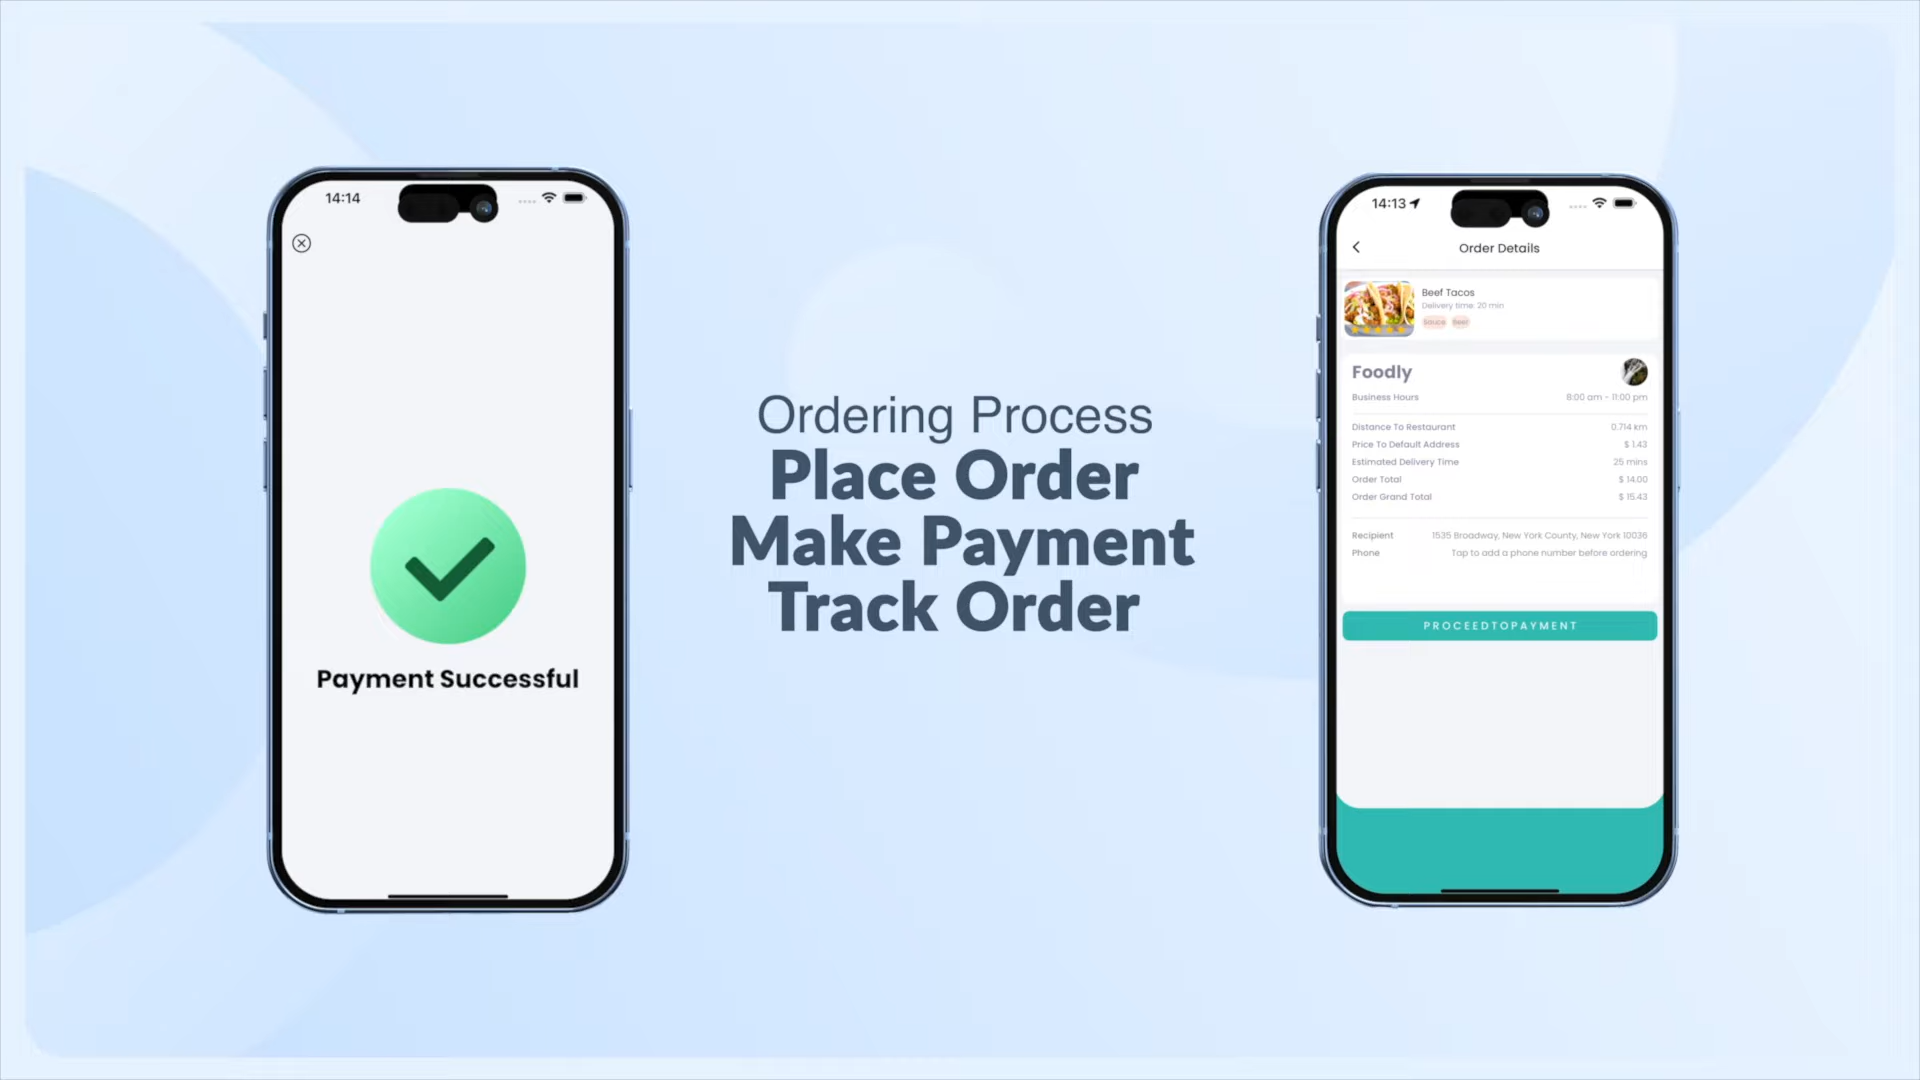 14:14
Payment Successful
Ordering Process
Place Order
Make Payment
Track Order
14:13
Order Details
Beef Tacos
Delivery time: 20 min
Sauce Beef
Foodly
Business Hours 8:00 am - 11:00 pm
Distance To Restaurant 0.714 km
Price To Default Address $ 1.43
Estimated Delivery Time 25 mins
Order Total $ 14.00
Order Grand Total $ 15.43
Recipient 1535 Broadway, New York County, New York 10036
Phone Tap to add a phone number before ordering
PROCEEDTOPAYMENT